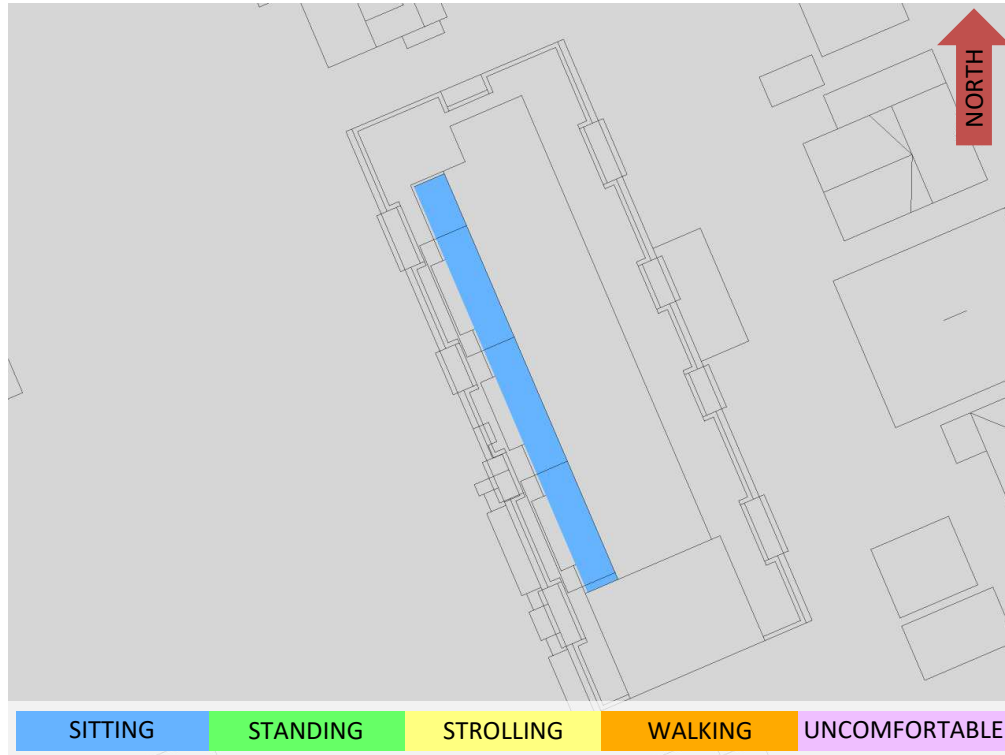 NORTH
SITTING
STANDING
STROLLING
WALKING
UNCOMFORTABLE